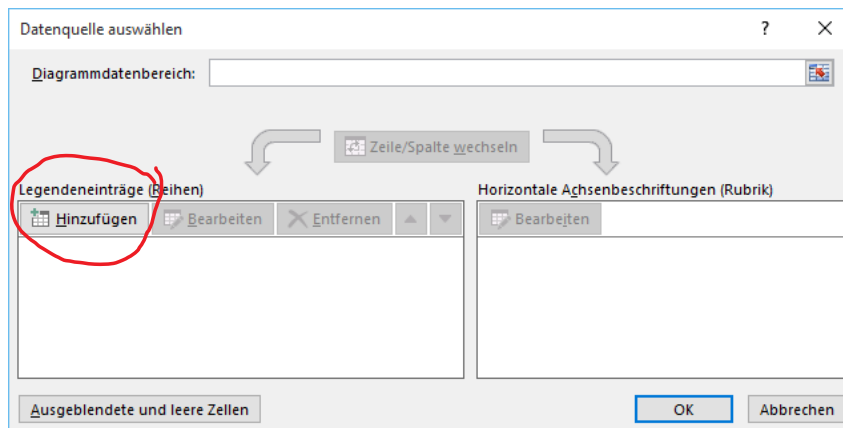 Datenquelle auswählen ?
Diagrammdatenbereich:
Zeile/Spalte wechseln
Legendeneinträge (Reihen)
Horizontale Achsenbeschriftungen (Rubrik)
Hinzufügen Bearbeiten Entfernen
Bearbeiten
Ausgeblendete und leere Zellen
OK Abbrechen